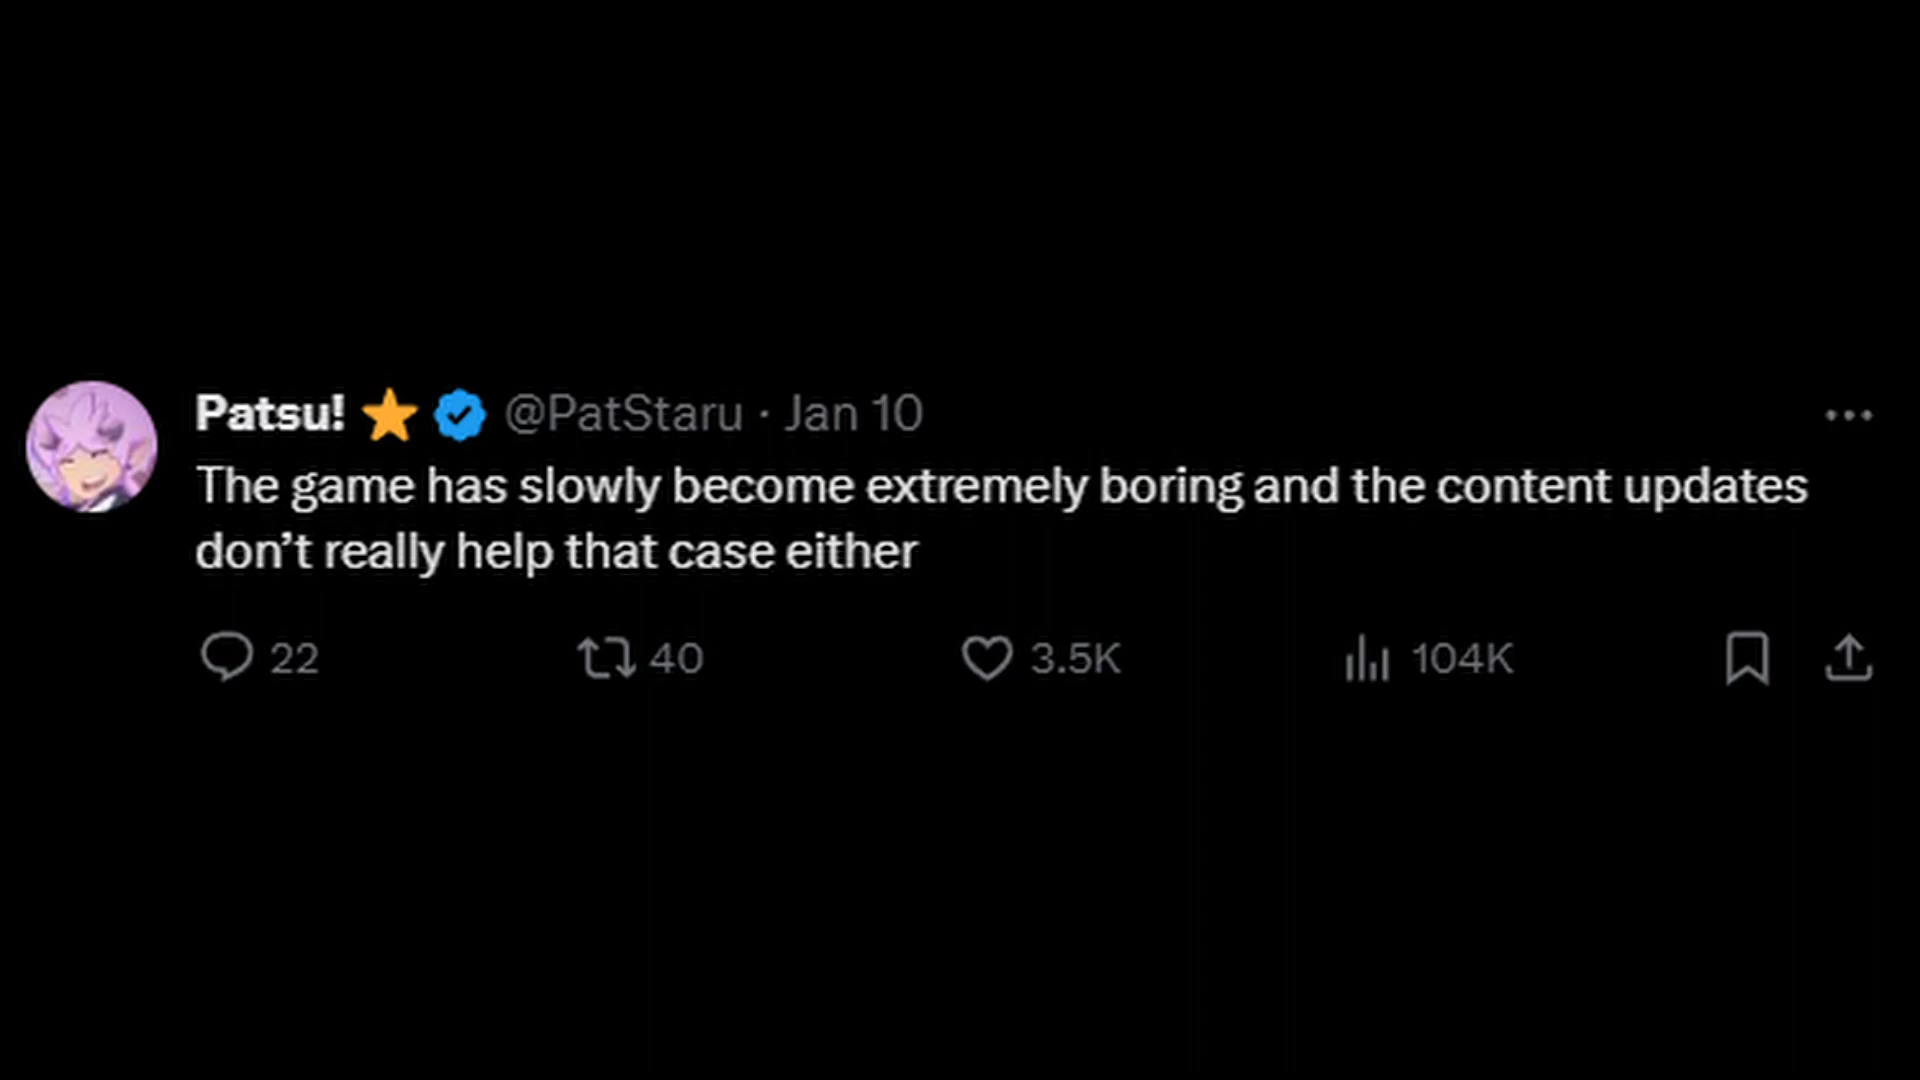 Patsu! ⭐ @PatStaru · Jan 10
The game has slowly become extremely boring and the content updates
don’t really help that case either
22 40 3.5K 104K